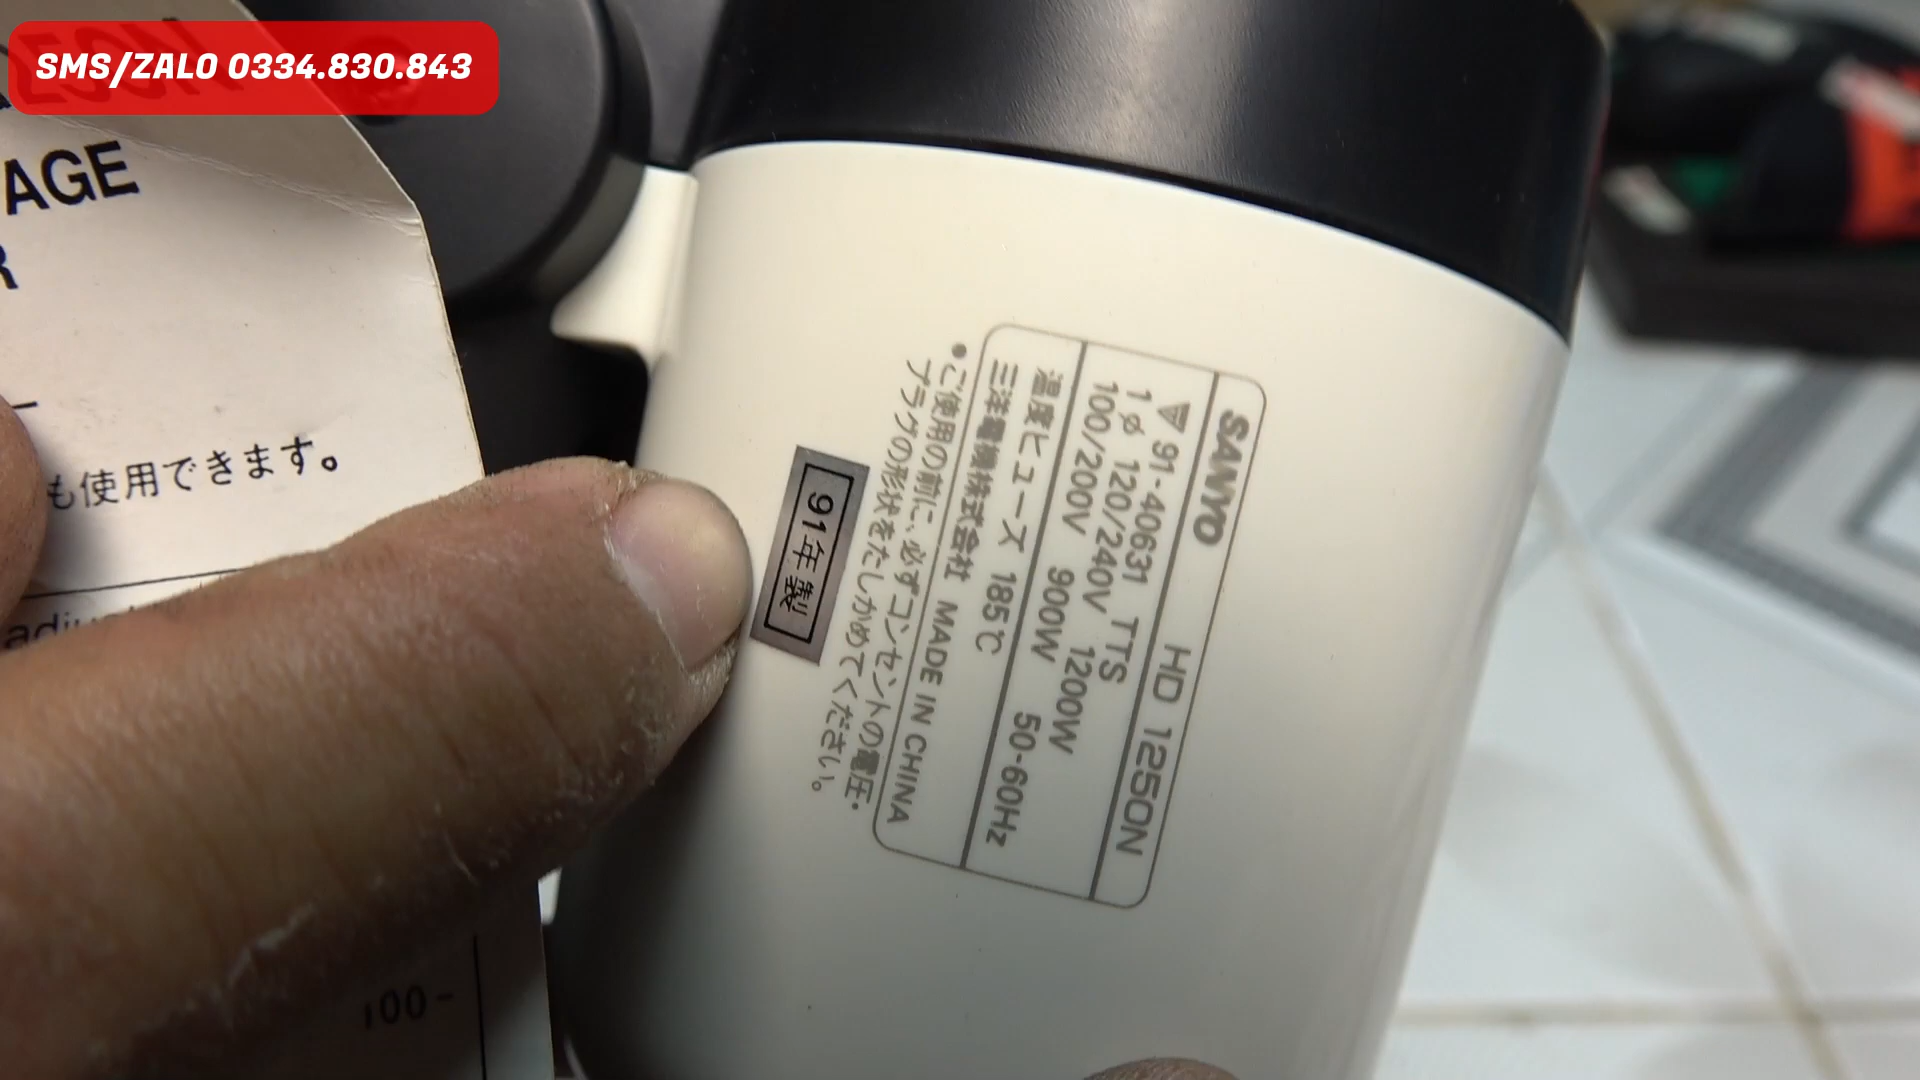 SMS/ZALO 0334.830.843
AGE
R
も使用できます。
100-
SANYO HD 1250N
91-40631 TTS
1φ 120/240V 1200W
100/200V 900W 50-60Hz
温度ヒューズ 185℃
三洋電機株式会社 MADE IN CHINA
●ご使用の前に、必ずコンセントの電圧・
プラグの形状をたしかめてください。
91年製